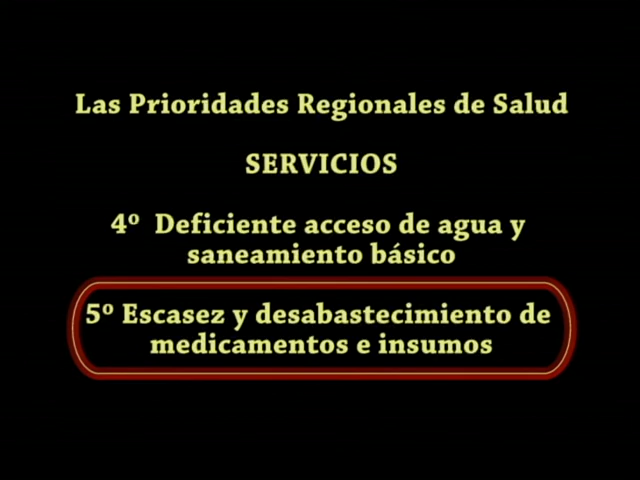 Las Prioridades Regionales de Salud
SERVICIOS
4º Deficiente acceso de agua y
saneamiento básico
5º Escasez y desabastecimiento de
medicamentos e insumos